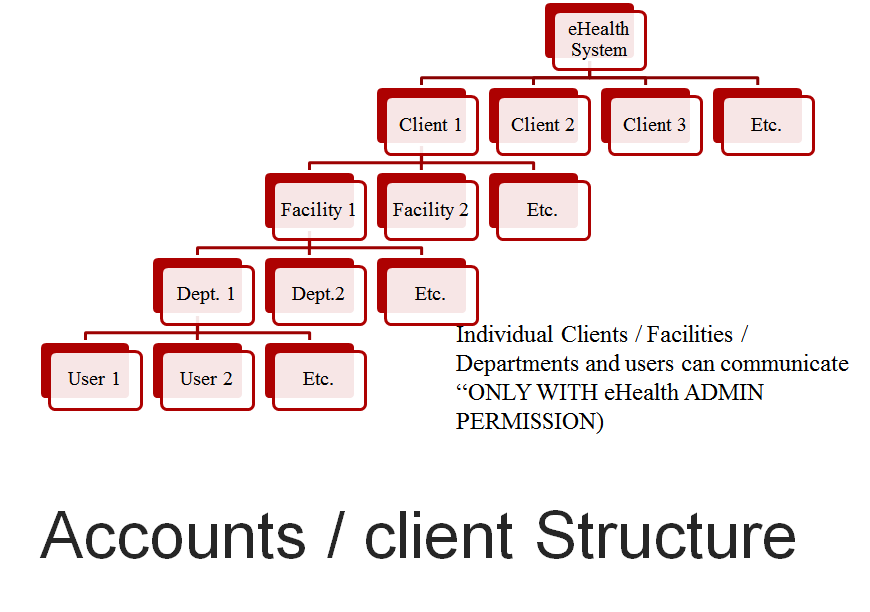 eHealth
System
Client 1
Client 2
Client 3
Etc.
Facility 1
Facility 2
Etc.
Dept. 1
Dept.2
Etc.
User 1
User 2
Etc.
Individual Clients / Facilities /
Departments and users can communicate
“ONLY WITH eHealth ADMIN
PERMISSION)
Accounts / client Structure